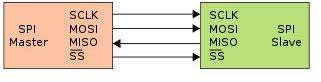 SCLK
SPI MOSI
Master MISO
SS
SCLK
MOSI SPI
MISO Slave
SS